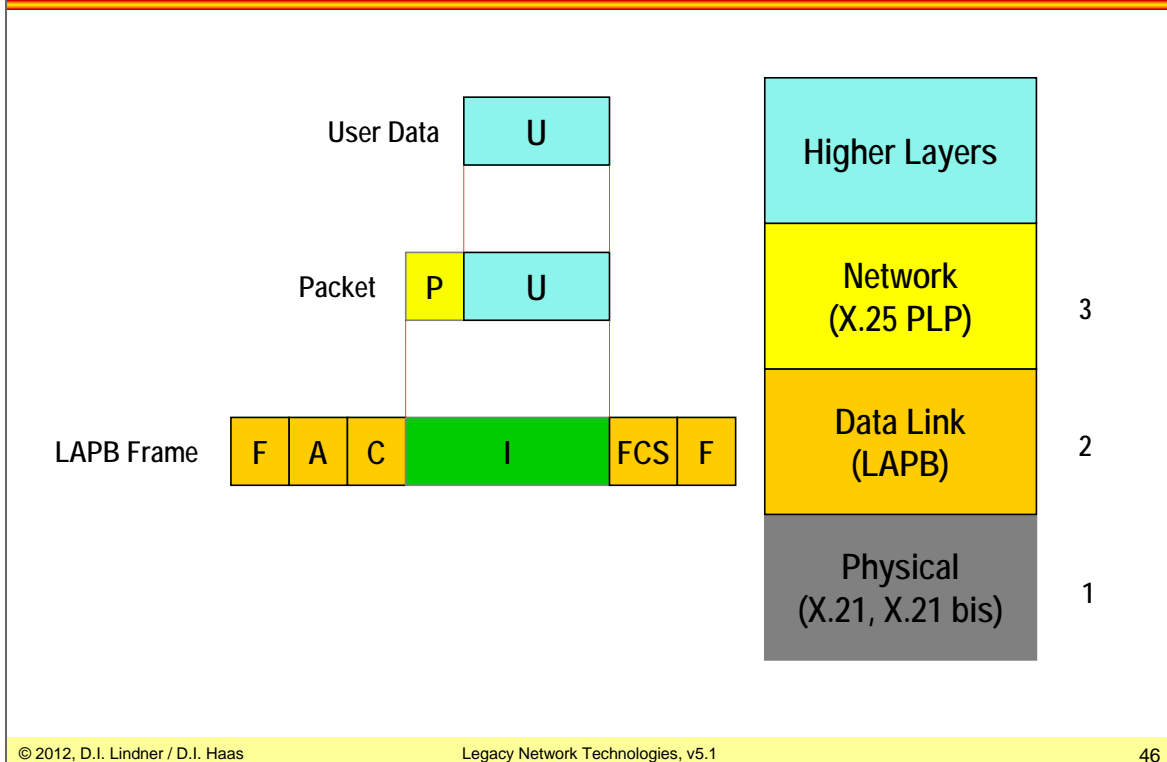 User Data
U
Higher Layers
Packet
P
U
Network
(X.25 PLP)
3
LAPB Frame
F
A
C
I
FCS
F
Data Link
(LAPB)
2
Physical
(X.21, X.21 bis)
1
© 2012, D.I. Lindner / D.I. Haas
Legacy Network Technologies, v5.1
46